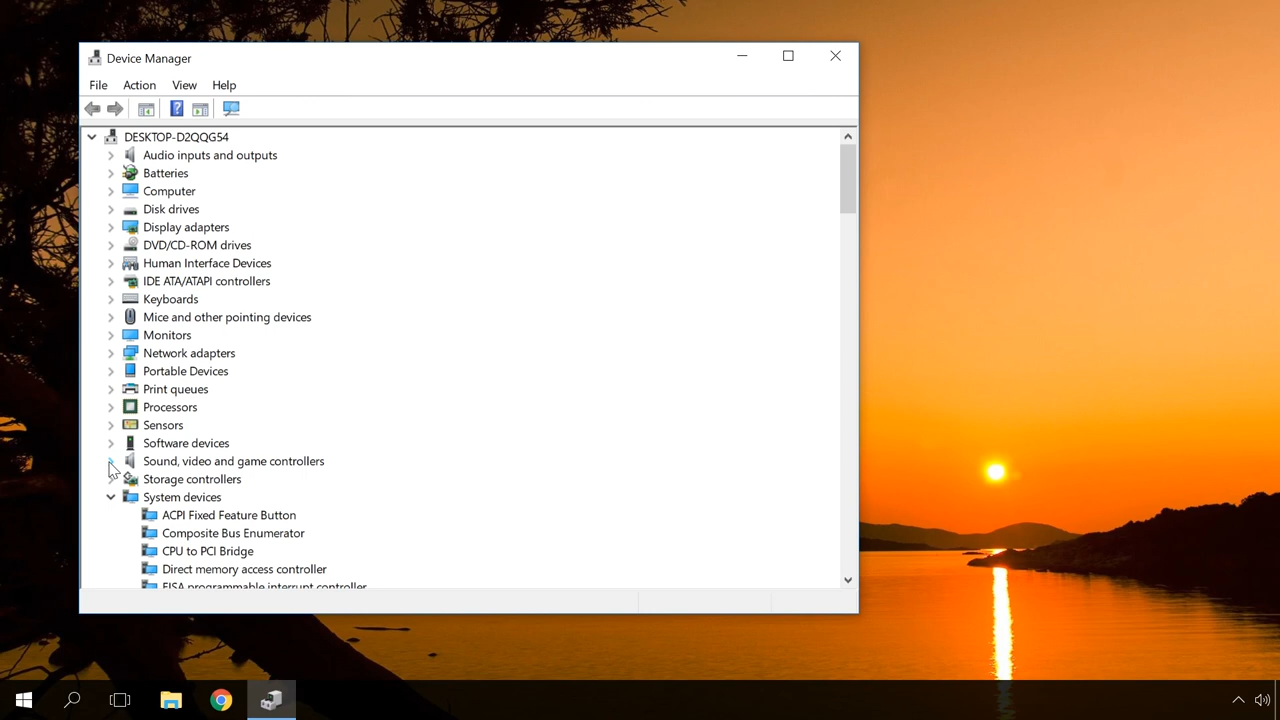 Device Manager
File Action View Help
DESKTOP-D2QQG54
Audio inputs and outputs
Batteries
Computer
Disk drives
Display adapters
DVD/CD-ROM drives
Human Interface Devices
IDE ATA/ATAPI controllers
Keyboards
Mice and other pointing devices
Monitors
Network adapters
Portable Devices
Print queues
Processors
Sensors
Software devices
Sound, video and game controllers
Storage controllers
System devices
ACPI Fixed Feature Button
Composite Bus Enumerator
CPU to PCI Bridge
Direct memory access controller
EISA programmable interrupt controller